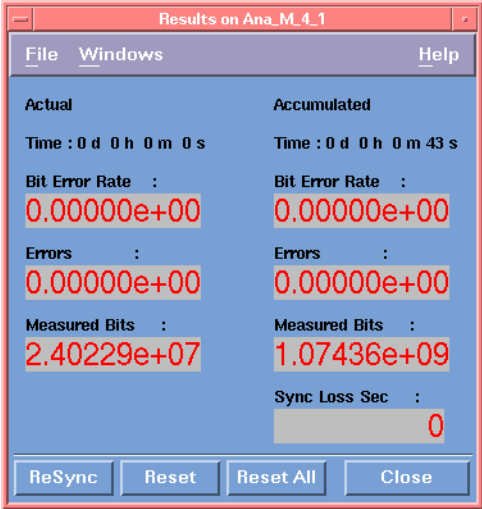 Results on Ana_M_4_1
File Windows Help
Actual Accumulated
Time : 0 d 0 h 0 m 0 s Time : 0 d 0 h 0 m 43 s
Bit Error Rate : Bit Error Rate :
0.00000e+00 0.00000e+00
Errors : Errors :
0.00000e+00 0.00000e+00
Measured Bits : Measured Bits :
2.40229e+07 1.07436e+09
Sync Loss Sec :
0
ReSync Reset Reset All Close